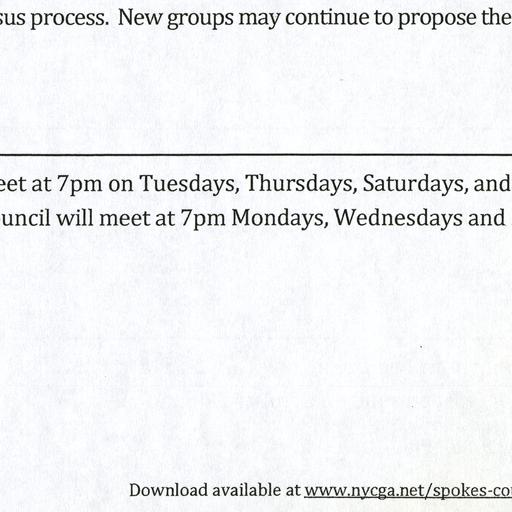 sus process. New groups may continue to propose the
eet at 7pm on Tuesdays, Thursdays, Saturdays, and
uncil will meet at 7pm Mondays, Wednesdays and
Download available at www.nycga.net/spokes-co